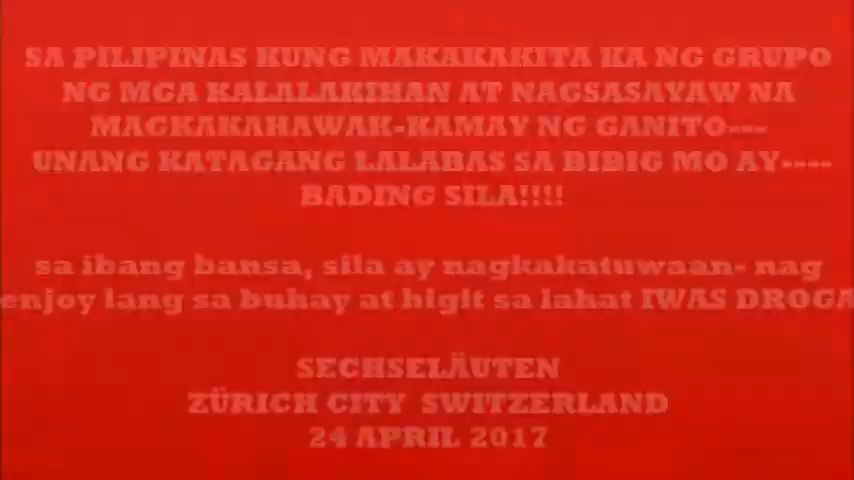 SA PILIPINAS KUNG MAKAKAKITA KA NG GRUPO
NG MGA KALALAKIHAN AT NAGSASAYAW NA
MAGKAKAHAWAK-KAMAY NG GANITO---
UNANG KATAGANG LALABAS SA BIBIG MO AY----
BADING SILA!!!!
sa ibang bansa, sila ay nagkakatuwaan- nag
enjoy lang sa buhay at higit sa lahat IWAS DROGA
SECHSELÄUTEN
ZÜRICH CITY SWITZERLAND
24 APRIL 2017